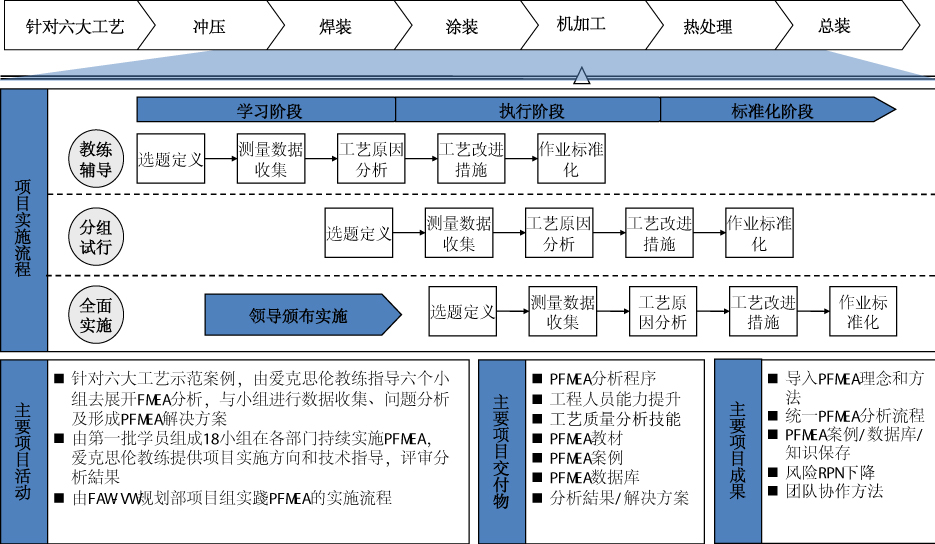 针对六大工艺
冲压
焊装
涂装
机加工
热处理
总装
项目实施流程
学习阶段
执行阶段
标准化阶段
教练
辅导
选题定义
测量数据
收集
工艺原因
分析
工艺改进
措施
作业标准
化
分组
试行
选题定义
测量数据
收集
工艺原因
分析
工艺改进
措施
作业标准
化
全面
实施
领导颁布实施
选题定义
测量数据
收集
工艺原
因分析
工艺改进
措施
作业标
准化
主要项目活动
■ 针对六大工艺示范案例，由爱克思伦教练指导六个小
组去展开FMEA分析，与小组进行数据收集、问题分析
及形成PFMEA解决方案
■ 由第一批学员组成18小组在各部门持续实施PFMEA，
爱克思伦教练提供项目实施方向和技术指导，评审分
析結果
■ 由FAW-VW规划部项目组实踐PFMEA的实施流程
主要项目交付物
■ PFMEA分析程序
■ 工程人员能力提升
■ 工艺质量分析技能
■ PFMEA教材
■ PFMEA案例
■ PFMEA数据库
■ 分析結果/解决方案
主要项目成果
■ 导入PFMEA理念和方
法
■ 统一PFMEA分析流程
■ PFMEA案例/数据库/
知识保存
■ 风险RPN下降
■ 团队协作方法